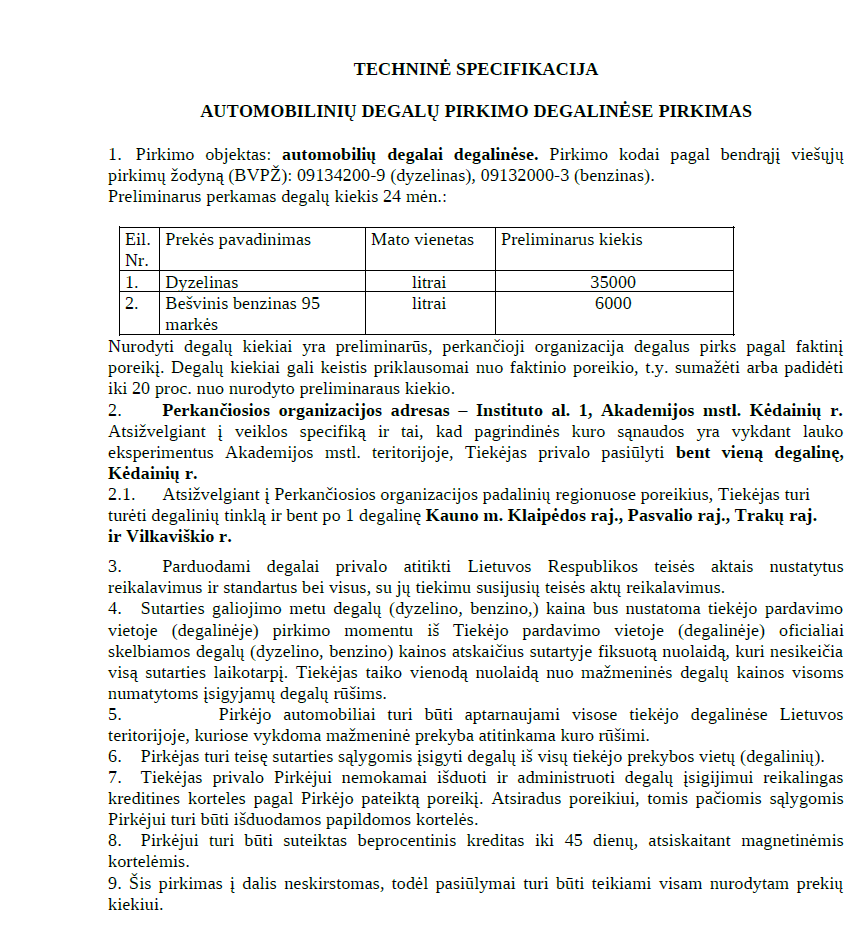 TECHNINĖ SPECIFIKACIJA
AUTOMOBILINIŲ DEGALŲ PIRKIMO DEGALINĖSE PIRKIMAS
1. Pirkimo objektas: automobilių degalai degalinėse. Pirkimo kodai pagal bendrąjį viešųjų
pirkimų žodyną (BVPŽ): 09134200-9 (dyzelinas), 09132000-3 (benzinas).
Preliminarus perkamas degalų kiekis 24 mėn.:
Eil. Nr. Prekės pavadinimas Mato vienetas Preliminarus kiekis
1. Dyzelinas litrai 35000
2. Bešvinis benzinas 95 markės litrai 6000
Nurodyti degalų kiekiai yra preliminarūs, perkančioji organizacija degalus pirks pagal faktinį
poreikį. Degalų kiekiai gali keistis priklausomai nuo faktinio poreikio, t.y. sumažėti arba padidėti
iki 20 proc. nuo nurodyto preliminaraus kiekio.
2. Perkančiosios organizacijos adresas – Instituto al. 1, Akademijos mstl. Kėdainių r.
Atsižvelgiant į veiklos specifiką ir tai, kad pagrindinės kuro sąnaudos yra vykdant lauko
eksperimentus Akademijos mstl. teritorijoje, Tiekėjas privalo pasiūlyti bent vieną degalinę,
Kėdainių r.
2.1. Atsižvelgiant į Perkančiosios organizacijos padalinių regionuose poreikius, Tiekėjas turi
turėti degalinių tinklą ir bent po 1 degalinę Kauno m. Klaipėdos raj., Pasvalio raj., Trakų raj.
ir Vilkaviškio r.
3. Parduodami degalai privalo atitikti Lietuvos Respublikos teisės aktais nustatytus
reikalavimus ir standartus bei visus, su jų tiekimu susijusių teisės aktų reikalavimus.
4. Sutarties galiojimo metu degalų (dyzelino, benzino,) kaina bus nustatoma tiekėjo pardavimo
vietoje (degalinėje) pirkimo momentu iš Tiekėjo pardavimo vietoje (degalinėje) oficialiai
skelbiamos degalų (dyzelino, benzino) kainos atskaičius sutartyje fiksuotą nuolaidą, kuri nesikeičia
visą sutarties laikotarpį. Tiekėjas taiko vienodą nuolaidą nuo mažmeninės degalų kainos visoms
numatytoms įsigyjamų degalų rūšims.
5. Pirkėjo automobiliai turi būti aptarnaujami visose tiekėjo degalinėse Lietuvos
teritorijoje, kuriose vykdoma mažmeninė prekyba atitinkama kuro rūšimi.
6. Pirkėjas turi teisę sutarties sąlygomis įsigyti degalų iš visų tiekėjo prekybos vietų (degalinių).
7. Tiekėjas privalo Pirkėjui nemokamai išduoti ir administruoti degalų įsigijimui reikalingas
kreditines korteles pagal Pirkėjo pateiktą poreikį. Atsiradus poreikiui, tomis pačiomis sąlygomis
Pirkėjui turi būti išduodamos papildomos kortelės.
8. Pirkėjui turi būti suteiktas beprocentinis kreditas iki 45 dienų, atsiskaitant magnetinėmis
kortelėmis.
9. Šis pirkimas į dalis neskirstomas, todėl pasiūlymai turi būti teikiami visam nurodytam prekių
kiekiui.